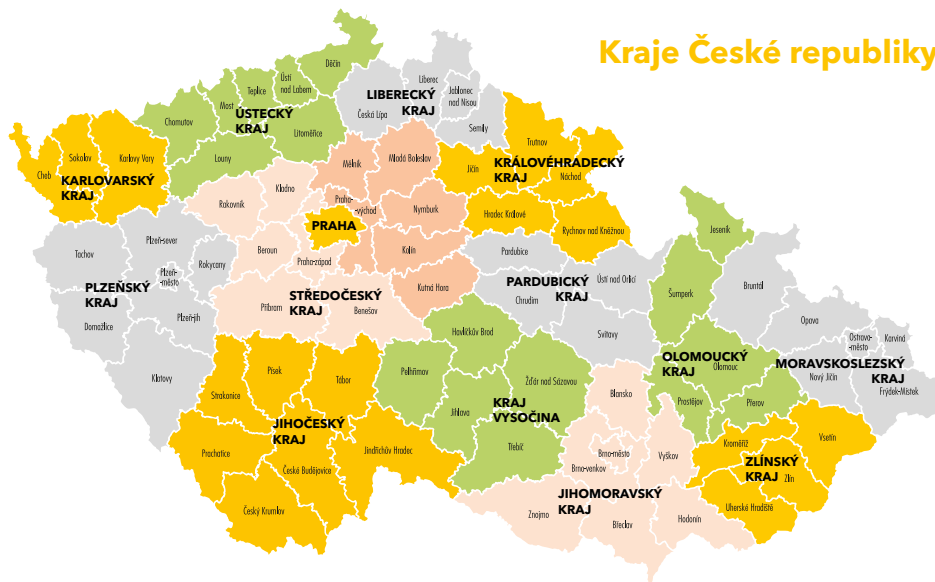 Kraje České republiky
Děčín
Ústí
nad Labem
Teplice
Most
Chomutov
ÚSTECKÝ
KRAJ
Litoměřice
Louny
Liberec
Jablonec
nad Nisou
LIBERECKÝ
KRAJ
Česká Lípa
Semily
Sokolov
Karlovy Vary
Cheb
KARLOVARSKÝ
KRAJ
Trutnov
Jičín
KRÁLOVÉHRADECKÝ
KRAJ
Náchod
Hradec Králové
Rychnov nad Kněžnou
Mělník
Mladá Boleslav
Kladno
Rakovník
Praha-
-východ
Nymburk
PRAHA
Beroun
Praha-západ
Kolín
Kutná Hora
STŘEDOČESKÝ
KRAJ
Příbram
Benešov
Tachov
Plzeň-sever
Rokycany
Plzeň-
-město
PLZEŇSKÝ
KRAJ
Plzeň-jih
Domažlice
Klatovy
Pardubice
PARDUBICKÝ
KRAJ
Ústí nad Orlicí
Chrudim
Svitavy
Jeseník
Šumperk
OLOMOUCKÝ
KRAJ
Olomouc
Prostějov
Přerov
Bruntál
Opava
Ostrava-
-město
Karviná
MORAVSKOSLEZSKÝ
KRAJ
Nový Jičín
Frýdek-Místek
Havlíčkův Brod
Pelhřimov
Žďár nad Sázavou
Jihlava
KRAJ
VYSOČINA
Třebíč
Písek
Tábor
Strakonice
JIHOČESKÝ
KRAJ
Prachatice
České Budějovice
Jindřichův Hradec
Český Krumlov
Blansko
Brno-město
Brno-venkov
Vyškov
JIHOMORAVSKÝ
KRAJ
Znojmo
Břeclav
Hodonín
Kroměříž
Vsetín
ZLÍNSKÝ
KRAJ
Zlín
Uherské Hradiště